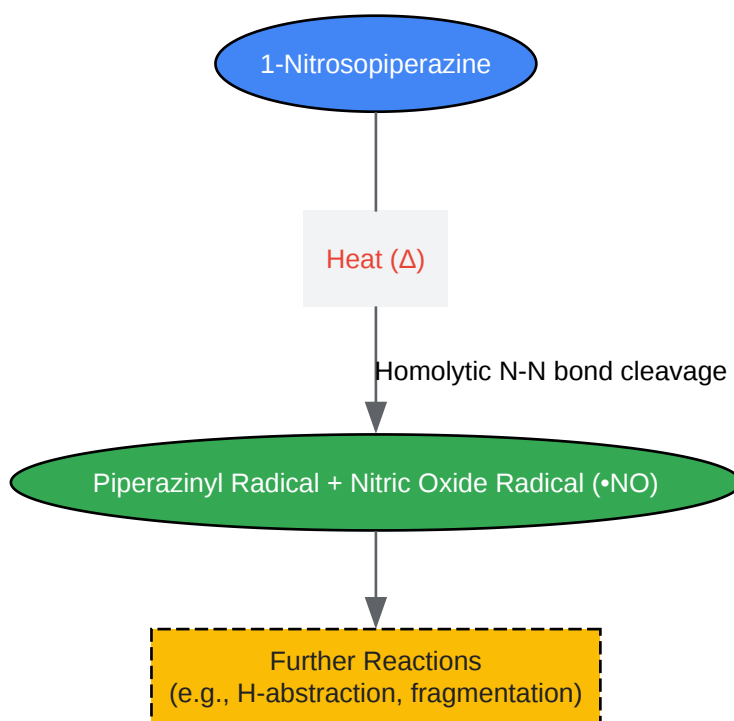 1-Nitrosopiperazine
Heat (Δ)
Homolytic N-N bond cleavage
Piperazinyl Radical + Nitric Oxide Radical (•NO)
Further Reactions
(e.g., H-abstraction, fragmentation)